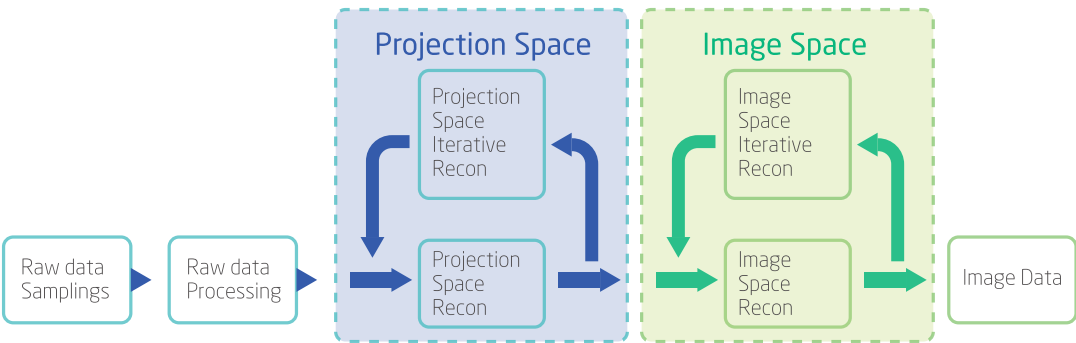 Projection Space
Image Space
Projection
Space
Iterative
Recon
Image
Space
Iterative
Recon
Raw data
Samplings
Raw data
Processing
Projection
Space
Recon
Image
Space
Recon
Image Data